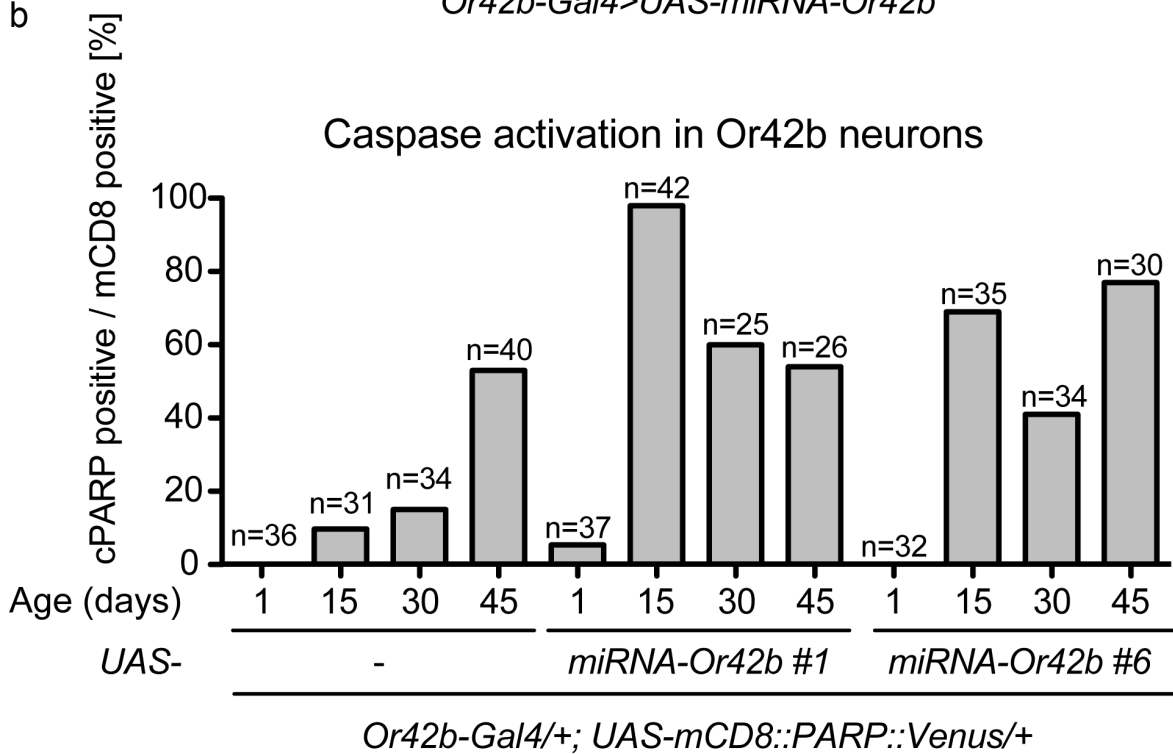 b
Or42b-Gal4>UAS-miRNA-Or42b
cPARP positive / mCD8 positive [%]
Caspase activation in Or42b neurons
100
80
60
40
20
0
n=36
n=31
n=34
n=40
n=37
n=42
n=25
n=26
n=32
n=35
n=34
n=30
Age (days) 1 15 30 45 1 15 30 45 1 15 30 45
UAS- - miRNA-Or42b #1 miRNA-Or42b #6
Or42b-Gal4/+; UAS-mCD8::PARP::Venus/+